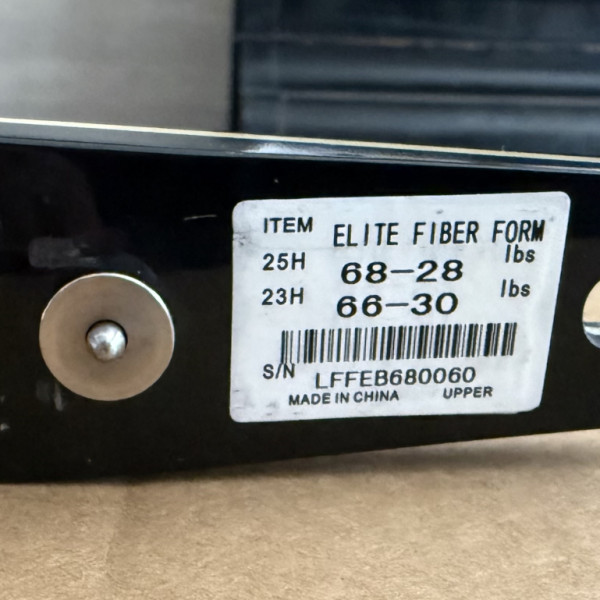 ITEM ELITE FIBER FORM
25H 68-28 lbs
23H 66-30 lbs
S/N LFFEB680060
MADE IN CHINA UPPER